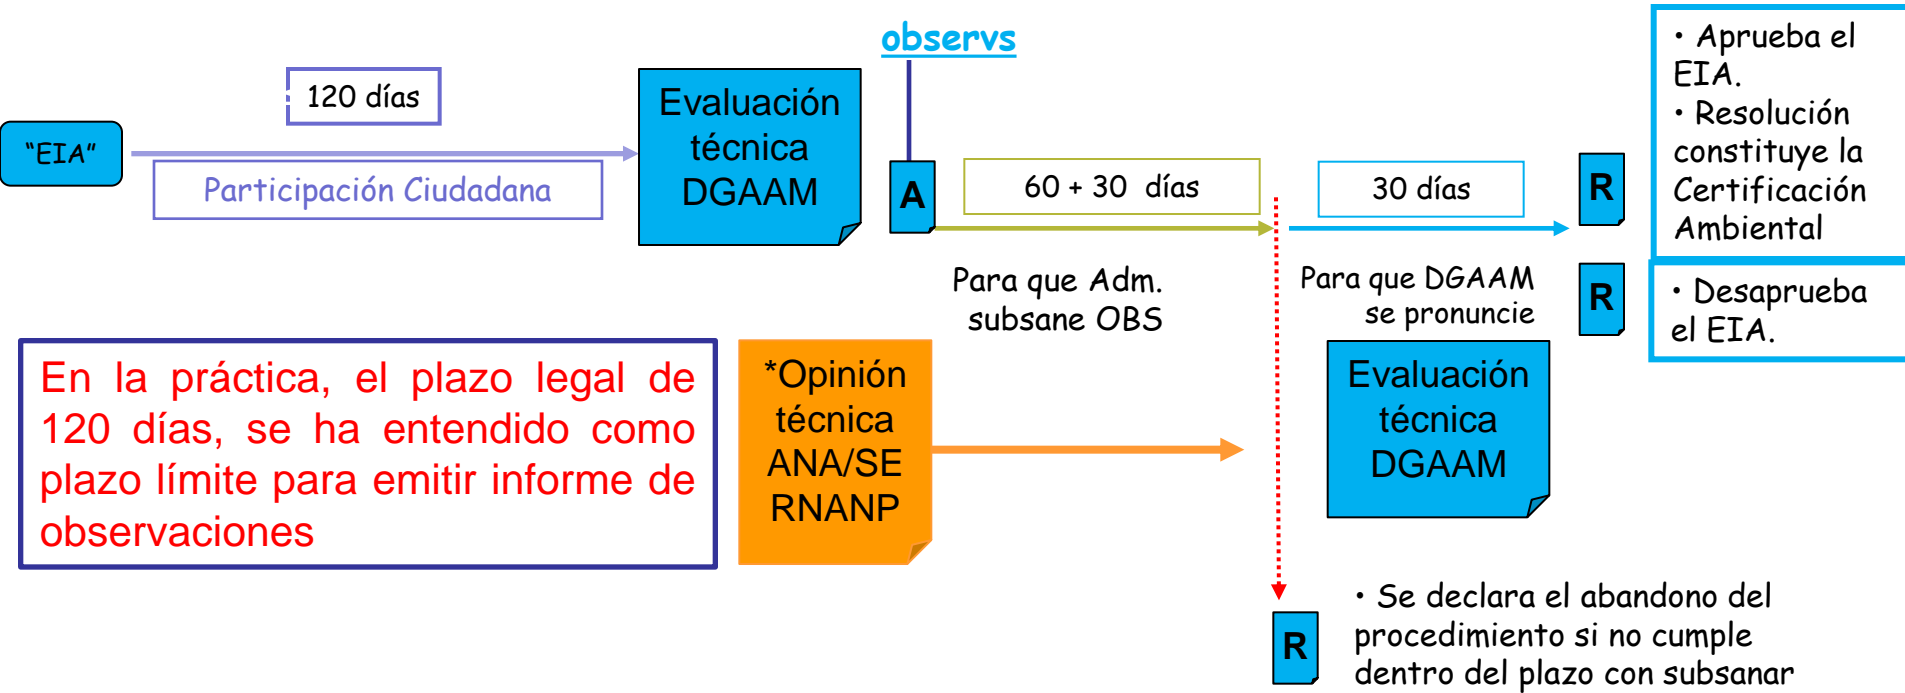 observs
120 días
"EIA"
Participación Ciudadana
Evaluación
técnica
DGAAM
A
60 + 30 días
30 días
R
• Aprueba el
EIA.
• Resolución
constituye la
Certificación
Ambiental
Para que Adm.
subsane OBS
Para que DGAAM
se pronuncie
R
• Desaprueba
el EIA.
En la práctica, el plazo legal de
120 días, se ha entendido como
plazo límite para emitir informe de
observaciones
*Opinión
técnica
ANA/SE
RNANP
Evaluación
técnica
DGAAM
R
• Se declara el abandono del
procedimiento si no cumple
dentro del plazo con subsanar